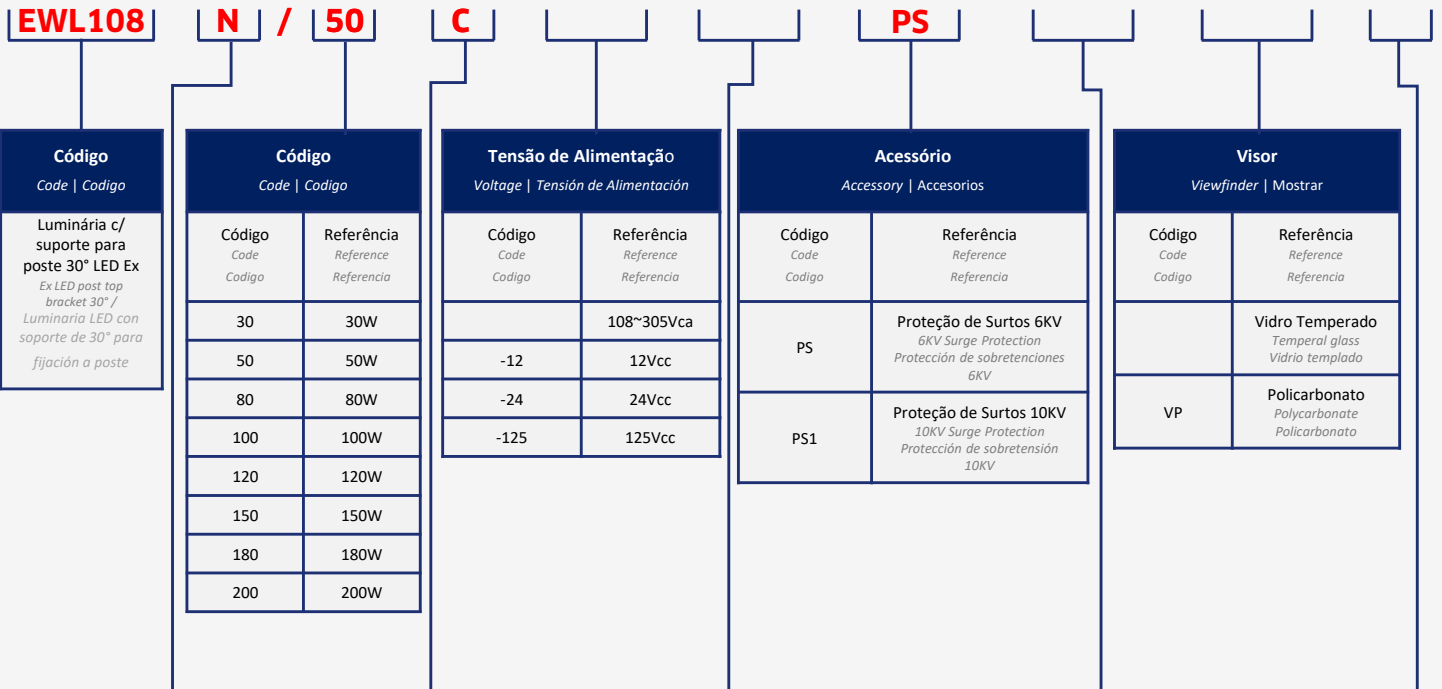 EWL108 N / 50 C PS
Código
Code | Codigo
Luminária c/
suporte para
poste 30° LED Ex
Ex LED post top
bracket 30° /
Luminaria LED con
soporte de 30° para
fijación a poste
Código
Code | Codigo
Código Referência
Code Reference
Codigo Referencia
30 30W
50 50W
80 80W
100 100W
120 120W
150 150W
180 180W
200 200W
Tensão de Alimentação
Voltage | Tensión de Alimentación
Código Referência
Code Reference
Codigo Referencia
108~305Vca
-12 12Vcc
-24 24Vcc
-125 125Vcc
Acessório
Accessory | Accesorios
Código Referência
Code Reference
Codigo Referencia
PS
Proteção de Surtos 6KV
6KV Surge Protection
Protección de sobretenciones
6KV
PS1
Proteção de Surtos 10KV
10KV Surge Protection
Protección de sobretensión
10KV
Visor
Viewfinder | Mostrar
Código Referência
Code Reference
Codigo Referencia
Vidro Temperado
Temperal glass
Vidrio templado
VP
Policarbonato
Polycarbonate
Policarbonato